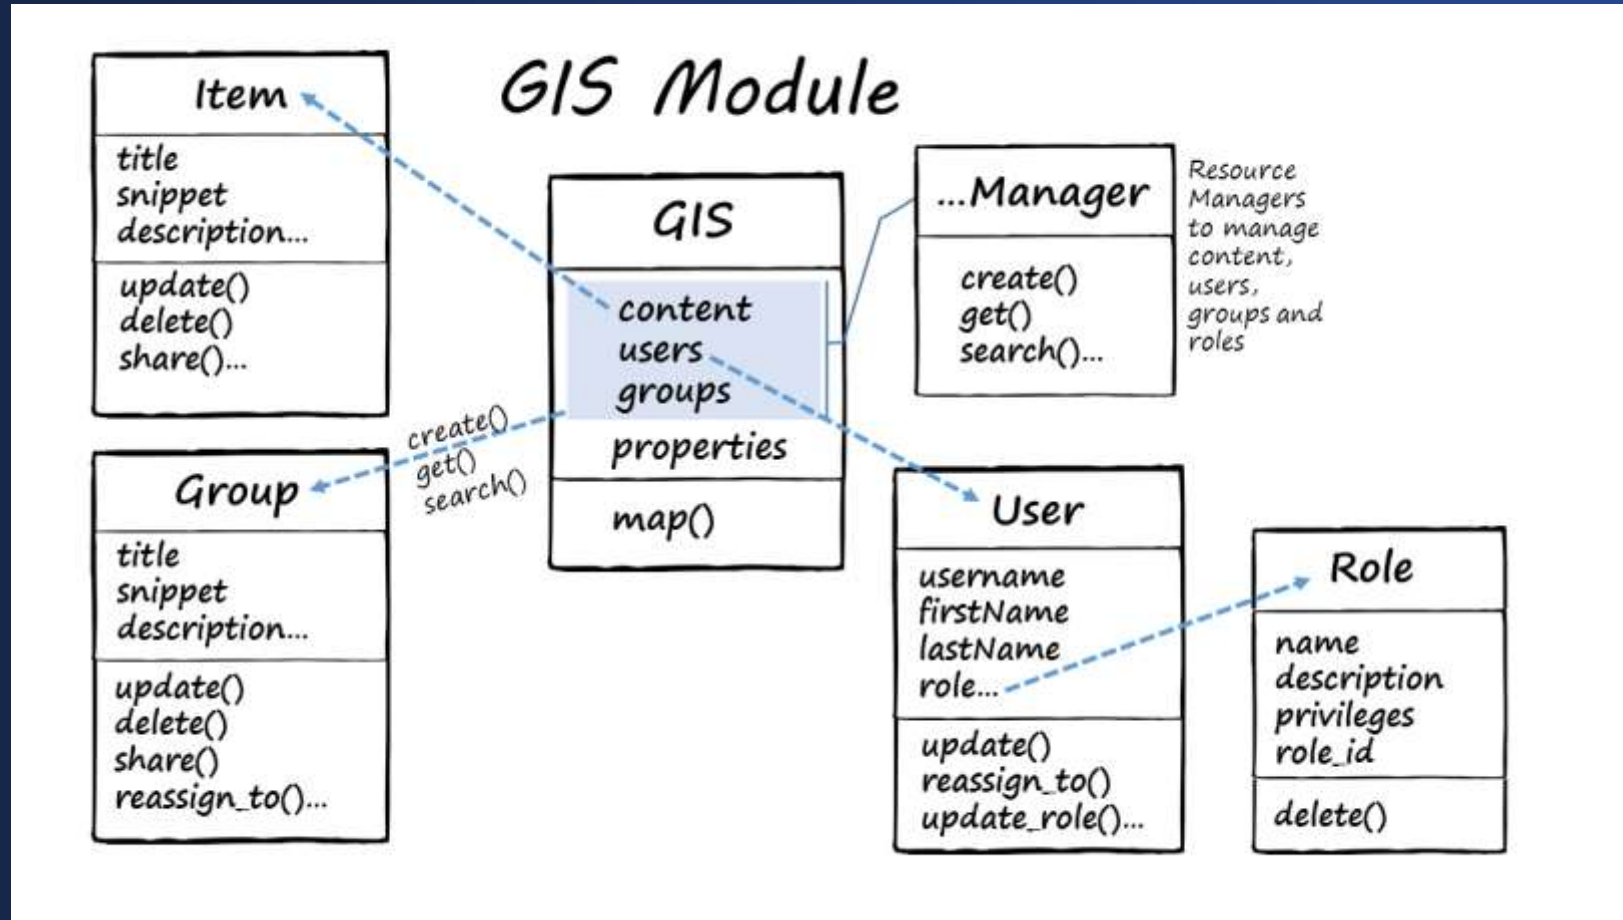 GIS Module
Item
title
snippet
description...
update()
delete()
share()...
GIS
content
users
groups
properties
map()
...Manager
create()
get()
search()...
Resource
Managers
to manage
content,
users,
groups and
roles
create()
get()
search()
Group
title
snippet
description...
update()
delete()
share()
reassign_to()...
User
username
firstName
lastName
role...
update()
reassign_to()
update_role()...
Role
name
description
privileges
role_id
delete()